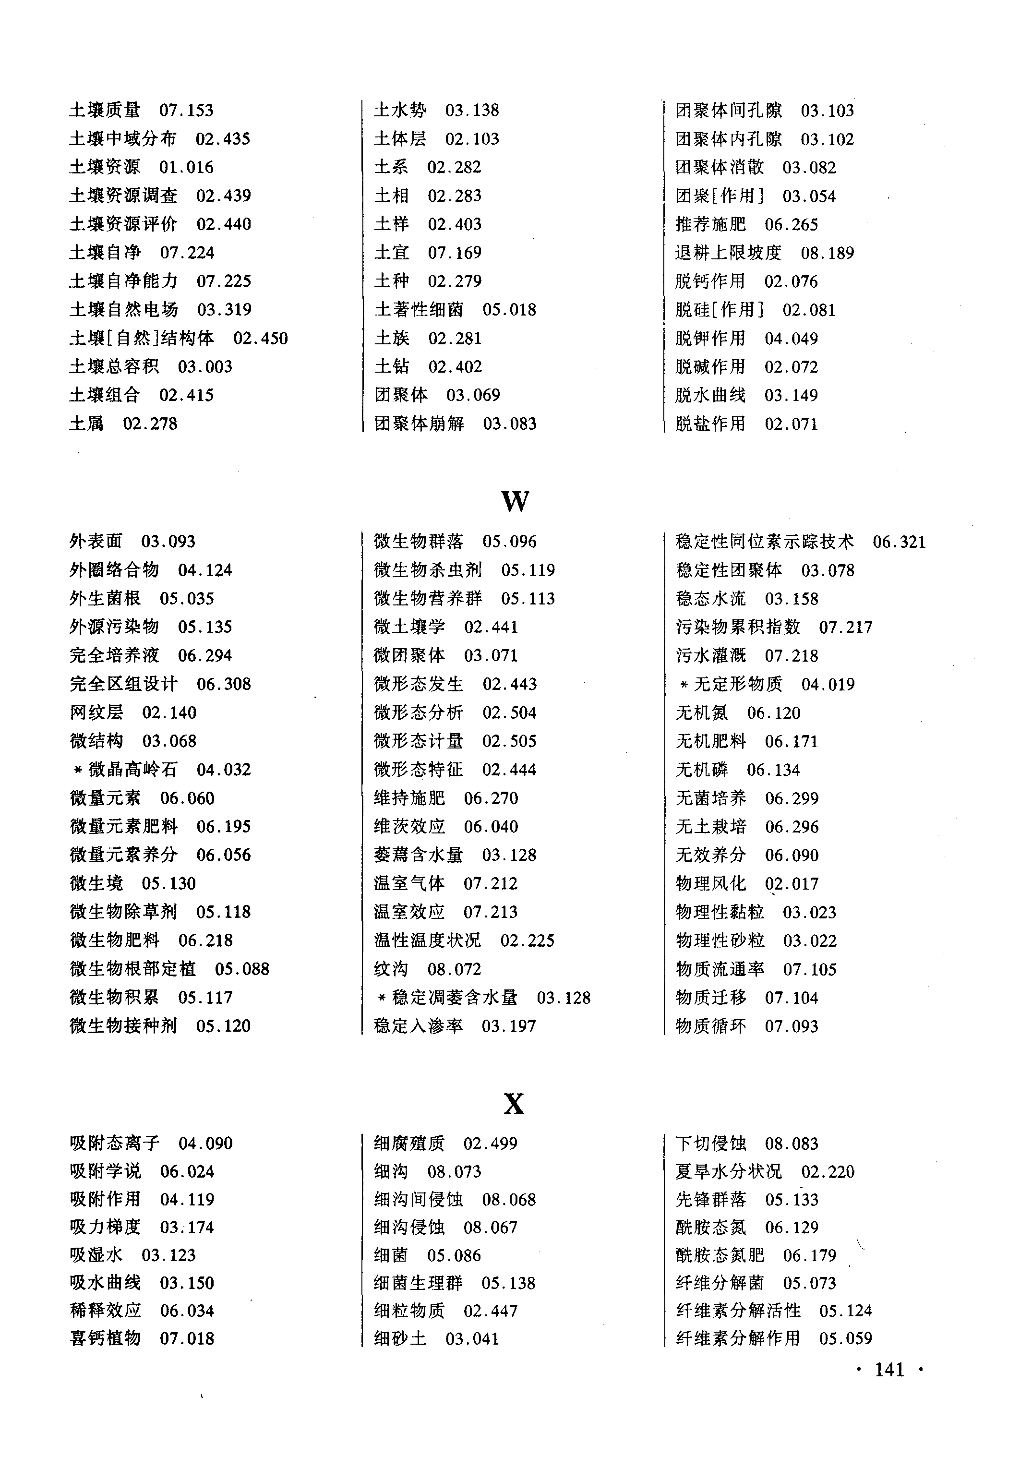 土壤质量 07.153
土壤中域分布 02.435
土壤资源 01.016
土壤资源调查 02.439
土壤资源评价 02.440
土壤自净 07.224
土壤自净能力 07.225
土壤自然电场 03.319
土壤[自然]结构体 02.450
土壤总容积 03.003
土壤组合 02.415
土属 02.278
土水势 03.138
土体层 02.103
土系 02.282
土相 02.283
土样 02.403
土宜 07.169
土种 02.279
土著性细菌 05.018
土族 02.281
土钻 02.402
团聚体 03.069
团聚体崩解 03.083
团聚体间孔隙 03.103
团聚体内孔隙 03.102
团聚体消散 03.082
团聚[作用] 03.054
推荐施肥 06.265
退耕上限坡度 08.189
脱钙作用 02.076
脱硅[作用] 02.081
脱钾作用 04.049
脱碱作用 02.072
脱水曲线 03.149
脱盐作用 02.071
W
外表面 03.093
外圈络合物 04.124
外生菌根 05.035
外源污染物 05.135
完全培养液 06.294
完全区组设计 06.308
网纹层 02.140
微结构 03.068
* 微晶高岭石 04.032
微量元素 06.060
微量元素肥料 06.195
微量元素养分 06.056
微生境 05.130
微生物除草剂 05.118
微生物肥料 06.218
微生物根部定植 05.088
微生物积累 05.117
微生物接种剂 05.120
微生物群落 05.096
微生物杀虫剂 05.119
微生物营养群 05.113
微土壤学 02.441
微团聚体 03.071
微形态发生 02.443
微形态分析 02.504
微形态计量 02.505
微形态特征 02.444
维持施肥 06.270
维茨效应 06.040
萎蔫含水量 03.128
温室气体 07.212
温室效应 07.213
温性温度状况 02.225
纹沟 08.072
* 稳定凋萎含水量 03.128
稳定入渗率 03.197
稳定性同位素示踪技术 06.321
稳定性团聚体 03.078
稳态水流 03.158
污染物累积指数 07.217
污水灌溉 07.218
* 无定形物质 04.019
无机氮 06.120
无机肥料 06.171
无机磷 06.134
无菌培养 06.299
无土栽培 06.296
无效养分 06.090
物理风化 02.017
物理性黏粒 03.023
物理性砂粒 03.022
物质流通率 07.105
物质迁移 07.104
物质循环 07.093
X
吸附态离子 04.090
吸附学说 06.024
吸附作用 04.119
吸力梯度 03.174
吸湿水 03.123
吸水曲线 03.150
稀释效应 06.034
喜钙植物 07.018
细腐殖质 02.499
细沟 08.073
细沟间侵蚀 08.068
细沟侵蚀 08.067
细菌 05.086
细菌生理群 05.138
细粒物质 02.447
细砂土 03.041
下切侵蚀 08.083
夏旱水分状况 02.220
先锋群落 05.133
酰胺态氮 06.129
酰胺态氮肥 06.179
纤维分解菌 05.073
纤维素分解活性 05.124
纤维素分解作用 05.059
· 141 ·